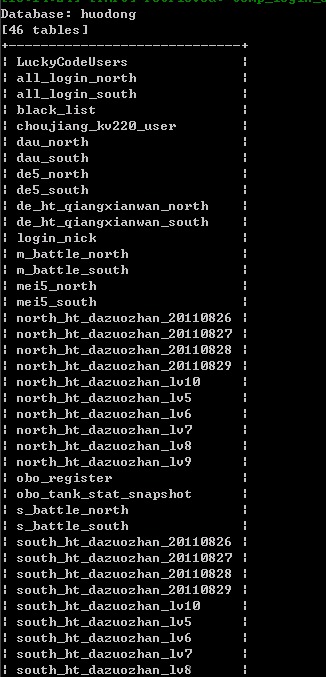 Database: huodong
[46 tables]
+-----------------------------+
¦ LuckyCodeUsers ¦
¦ all_login_north ¦
¦ all_login_south ¦
¦ black_list ¦
¦ choujiang_kv220_user ¦
¦ dau_north ¦
¦ dau_south ¦
¦ de5_north ¦
¦ de5_south ¦
¦ de_ht_qiangxianwan_north ¦
¦ de_ht_qiangxianwan_south ¦
¦ login_nick ¦
¦ m_battle_north ¦
¦ m_battle_south ¦
¦ mei5_north ¦
¦ mei5_south ¦
¦ north_ht_dazuozhan_20110826 ¦
¦ north_ht_dazuozhan_20110827 ¦
¦ north_ht_dazuozhan_20110828 ¦
¦ north_ht_dazuozhan_20110829 ¦
¦ north_ht_dazuozhan_lv10 ¦
¦ north_ht_dazuozhan_lv5 ¦
¦ north_ht_dazuozhan_lv6 ¦
¦ north_ht_dazuozhan_lv7 ¦
¦ north_ht_dazuozhan_lv8 ¦
¦ north_ht_dazuozhan_lv9 ¦
¦ obo_register ¦
¦ obo_tank_stat_snapshot ¦
¦ s_battle_north ¦
¦ s_battle_south ¦
¦ south_ht_dazuozhan_20110826 ¦
¦ south_ht_dazuozhan_20110827 ¦
¦ south_ht_dazuozhan_20110828 ¦
¦ south_ht_dazuozhan_20110829 ¦
¦ south_ht_dazuozhan_lv10 ¦
¦ south_ht_dazuozhan_lv5 ¦
¦ south_ht_dazuozhan_lv6 ¦
¦ south_ht_dazuozhan_lv7 ¦
¦ south_ht_dazuozhan_lv8 ¦